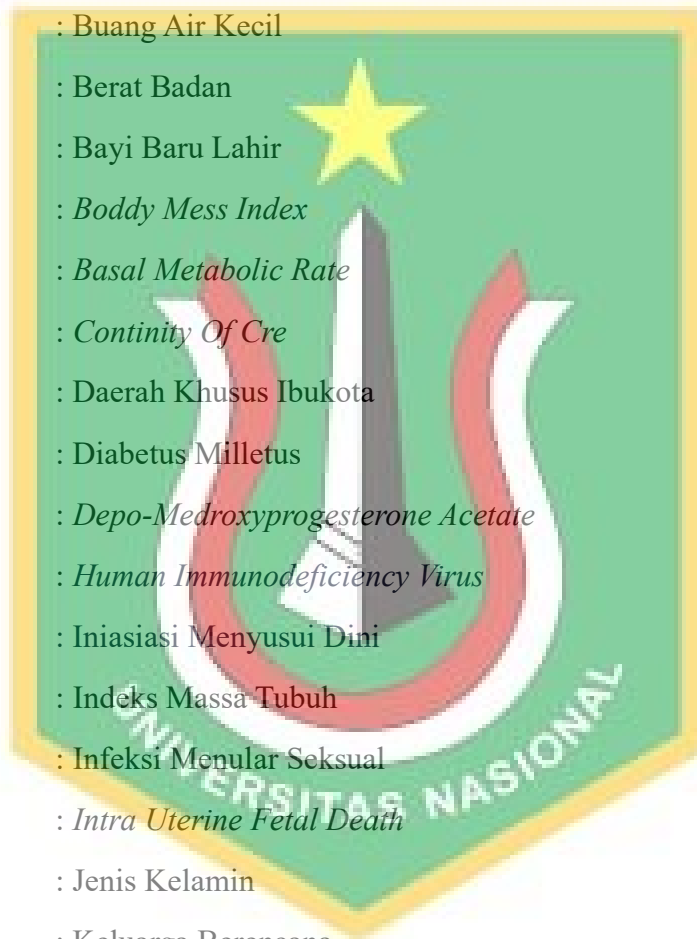 : Buang Air Kecil
: Berat Badan
: Bayi Baru Lahir
: Boddy Mess Index
: Basal Metabolic Rate
: Continity Of Cre
: Daerah Khusus Ibukota
: Diabetus Milletus
: Depo-Medroxyprogesterone Acetate
: Human Immunodeficiency Virus
: Iniasiasi Menyusui Dini
: Indeks Massa Tubuh
: Infeksi Menular Seksual
: Intra Uterine Fetal Death
: Jenis Kelamin
: Keluarga Berencana
UNIVERSITAS NASIONAL